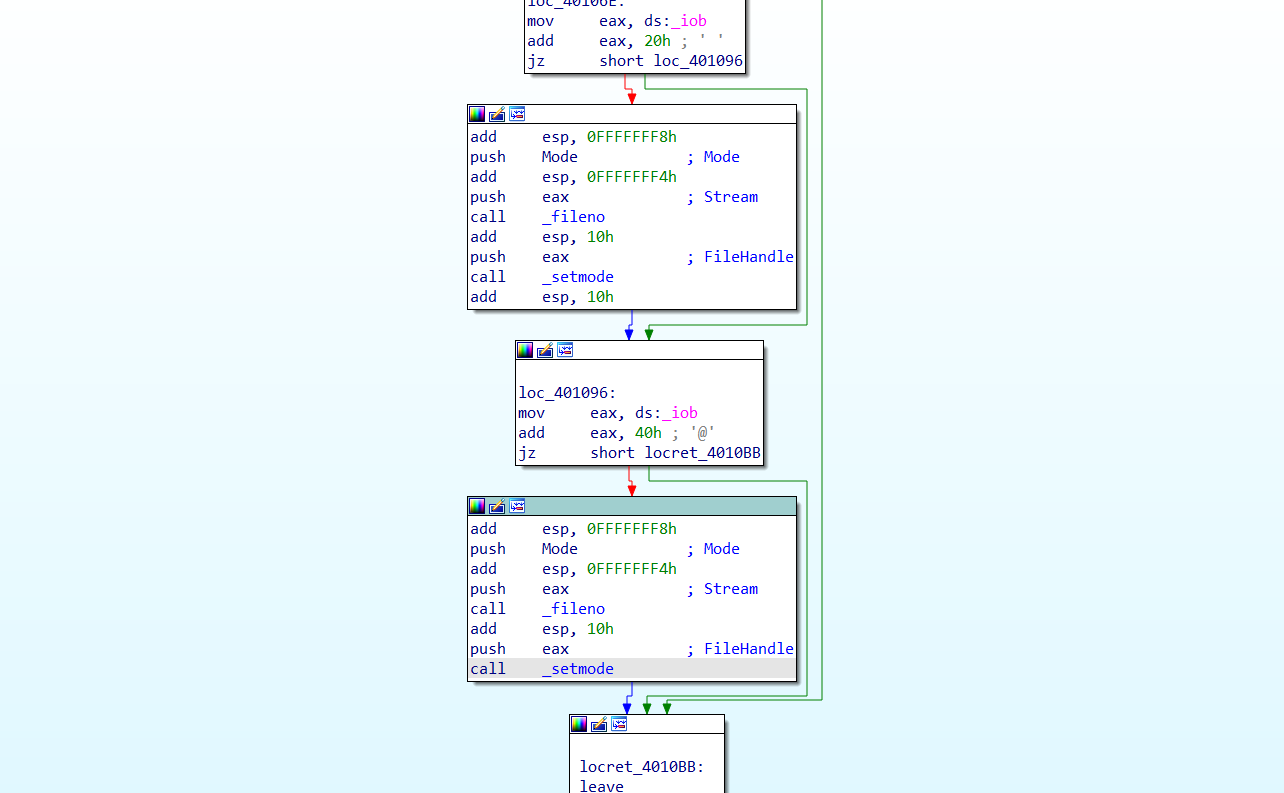 loc_40106E:
mov eax, ds:_iob
add eax, 20h ; ' '
jz short loc_401096
add esp, 0FFFFFFF8h
push Mode ; Mode
add esp, 0FFFFFFF4h
push eax ; Stream
call _fileno
add esp, 10h
push eax ; FileHandle
call _setmode
add esp, 10h
loc_401096:
mov eax, ds:_iob
add eax, 40h ; '@'
jz short locret_4010BB
add esp, 0FFFFFFF8h
push Mode ; Mode
add esp, 0FFFFFFF4h
push eax ; Stream
call _fileno
add esp, 10h
push eax ; FileHandle
call _setmode
locret_4010BB:
leave